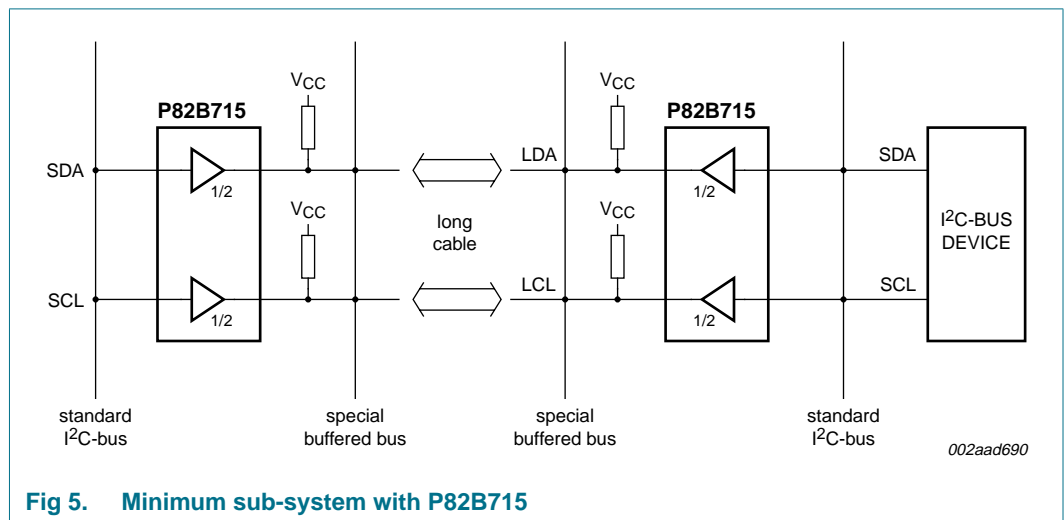 VCC
VCC
P82B715
P82B715
SDA
1/2
LDA
1/2
SDA
VCC
VCC
long
cable
I2C-BUS
DEVICE
SCL
1/2
LCL
1/2
SCL
standard
I2C-bus
special
buffered bus
special
buffered bus
standard
I2C-bus
002aad690
Fig 5. Minimum sub-system with P82B715